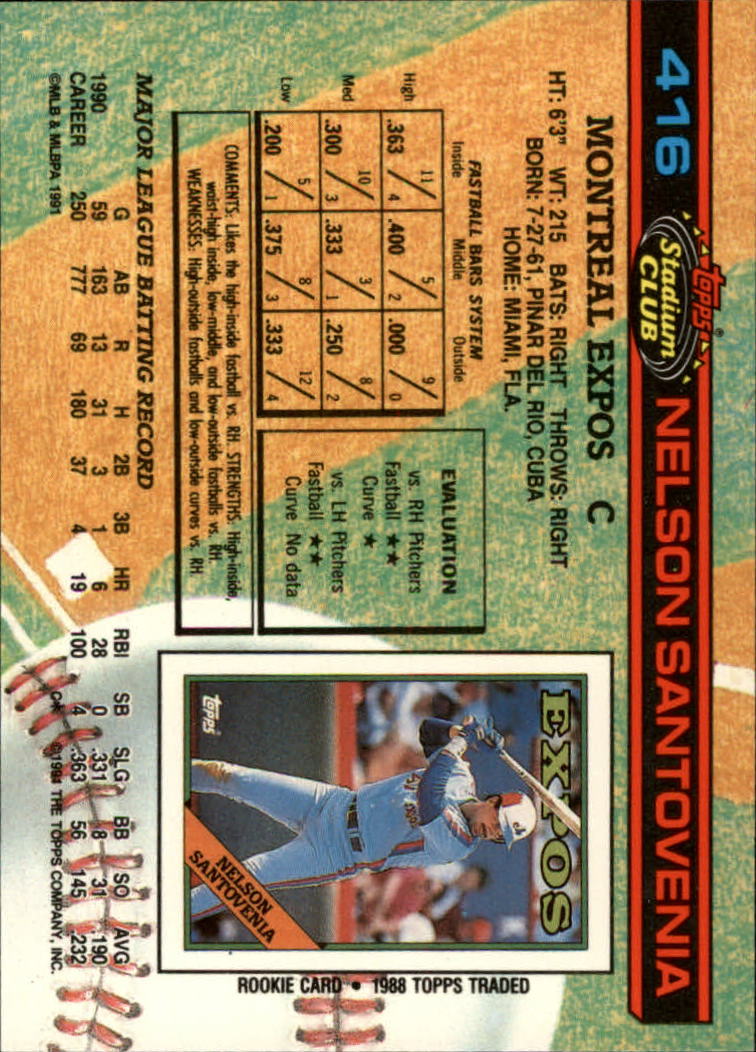 416
TOPPS®
Stadium
CLUB
NELSON SANTOVENIA
MONTREAL EXPOS C
HT: 6'3" WT: 215 BATS: RIGHT THROWS: RIGHT
BORN: 7-27-61, PINAR DEL RIO, CUBA
HOME: MIAMI, FLA.
FASTBALL BARS SYSTEM
Inside Middle Outside
High .363 11/4 .400 5/2 .000 9/0
Med .300 10/3 .333 3/1 .250 8/2
Low .200 5/1 .375 8/3 .333 12/4
EVALUATION
vs. RH Pitchers
Fastball ★★
Curve ★
vs. LH Pitchers
Fastball ★★
Curve No data
COMMENTS: Likes the high-inside fastball vs. RH. STRENGTHS: High-inside,
waist-high inside, low-middle, and low-outside fastballs vs. RH.
WEAKNESSES: High-outside fastballs and low-outside curves vs. RH.
EXPOS
NELSON
SANTOVENIA
TOPPS
ROOKIE CARD • 1988 TOPPS TRADED
MAJOR LEAGUE BATTING RECORD
G AB R H 2B 3B HR RBI SB SLG BB SO AVG
1990 59 163 13 31 3 1 6 28 0 .331 8 31 .190
CAREER 250 777 69 180 37 4 19 100 4 .363 56 145 .232
©MLB & MLBPA 1991
©1991 THE TOPPS COMPANY, INC.